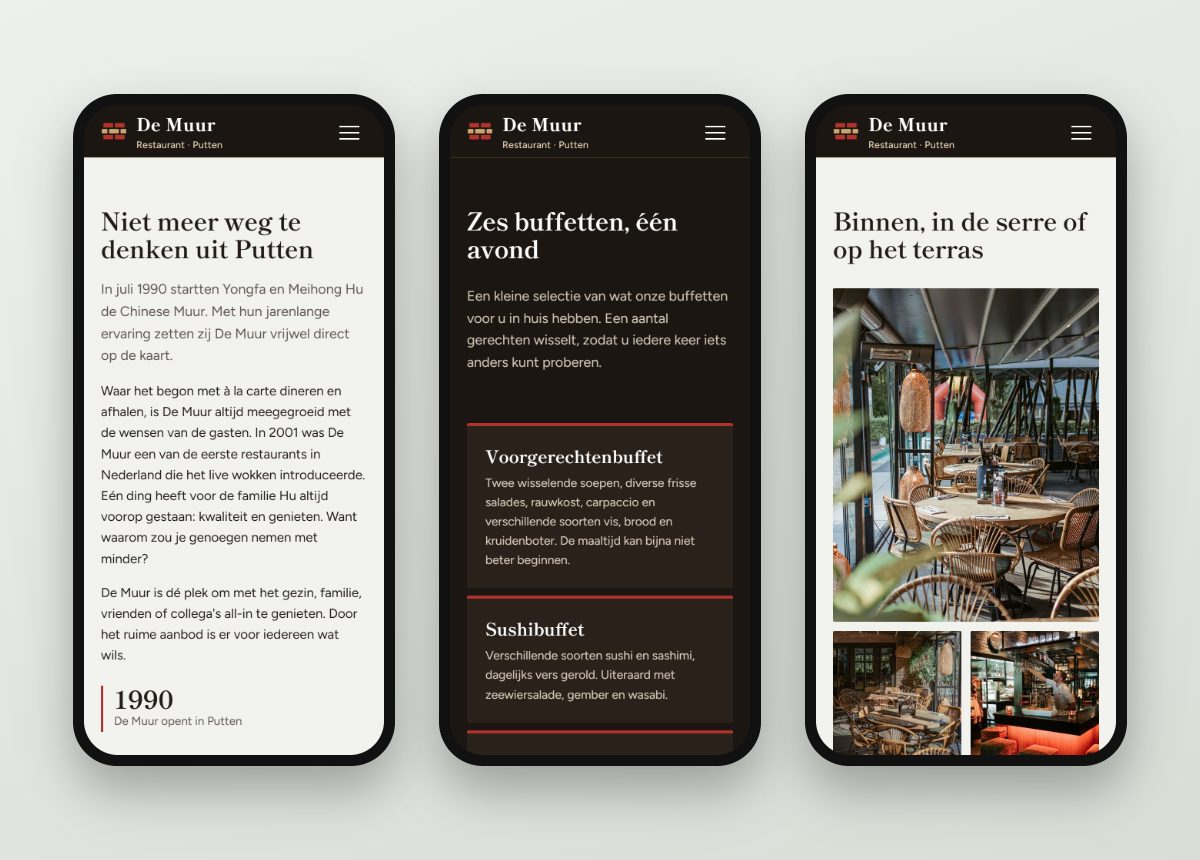 De Muur
Restaurant · Putten
Niet meer weg te
denken uit Putten
In juli 1990 startten Yongfa en Meihong Hu
de Chinese Muur. Met hun jarenlange
ervaring zetten zij De Muur vrijwel direct
op de kaart.
Waar het begon met à la carte dineren en
afhalen, is De Muur altijd meegegroeid met
de wensen van de gasten. In 2001 was De
Muur een van de eerste restaurants in
Nederland die het live wokken introduceerde.
Eén ding heeft voor de familie Hu altijd
voorop gestaan: kwaliteit en genieten. Want
waarom zou je genoegen nemen met
minder?
De Muur is dé plek om met het gezin, familie,
vrienden of collega's all-in te genieten. Door
het ruime aanbod is er voor iedereen wat
wils.
1990
De Muur opent in Putten
De Muur
Restaurant · Putten
Zes buffetten, één
avond
Een kleine selectie van wat onze buffetten
voor u in huis hebben. Een aantal
gerechten wisselt, zodat u iedere keer iets
anders kunt proberen.
Voorgerechtenbuffet
Twee wisselende soepen, diverse frisse
salades, rauwkost, carpaccio en
verschillende soorten vis, brood en
kruidenboter. De maaltijd kan bijna niet
beter beginnen.
Sushibuffet
Verschillende soorten sushi en sashimi,
dagelijks vers gerold. Uiteraard met
zeewiersalade, gember en wasabi.
De Muur
Restaurant · Putten
Binnen, in de serre of
op het terras